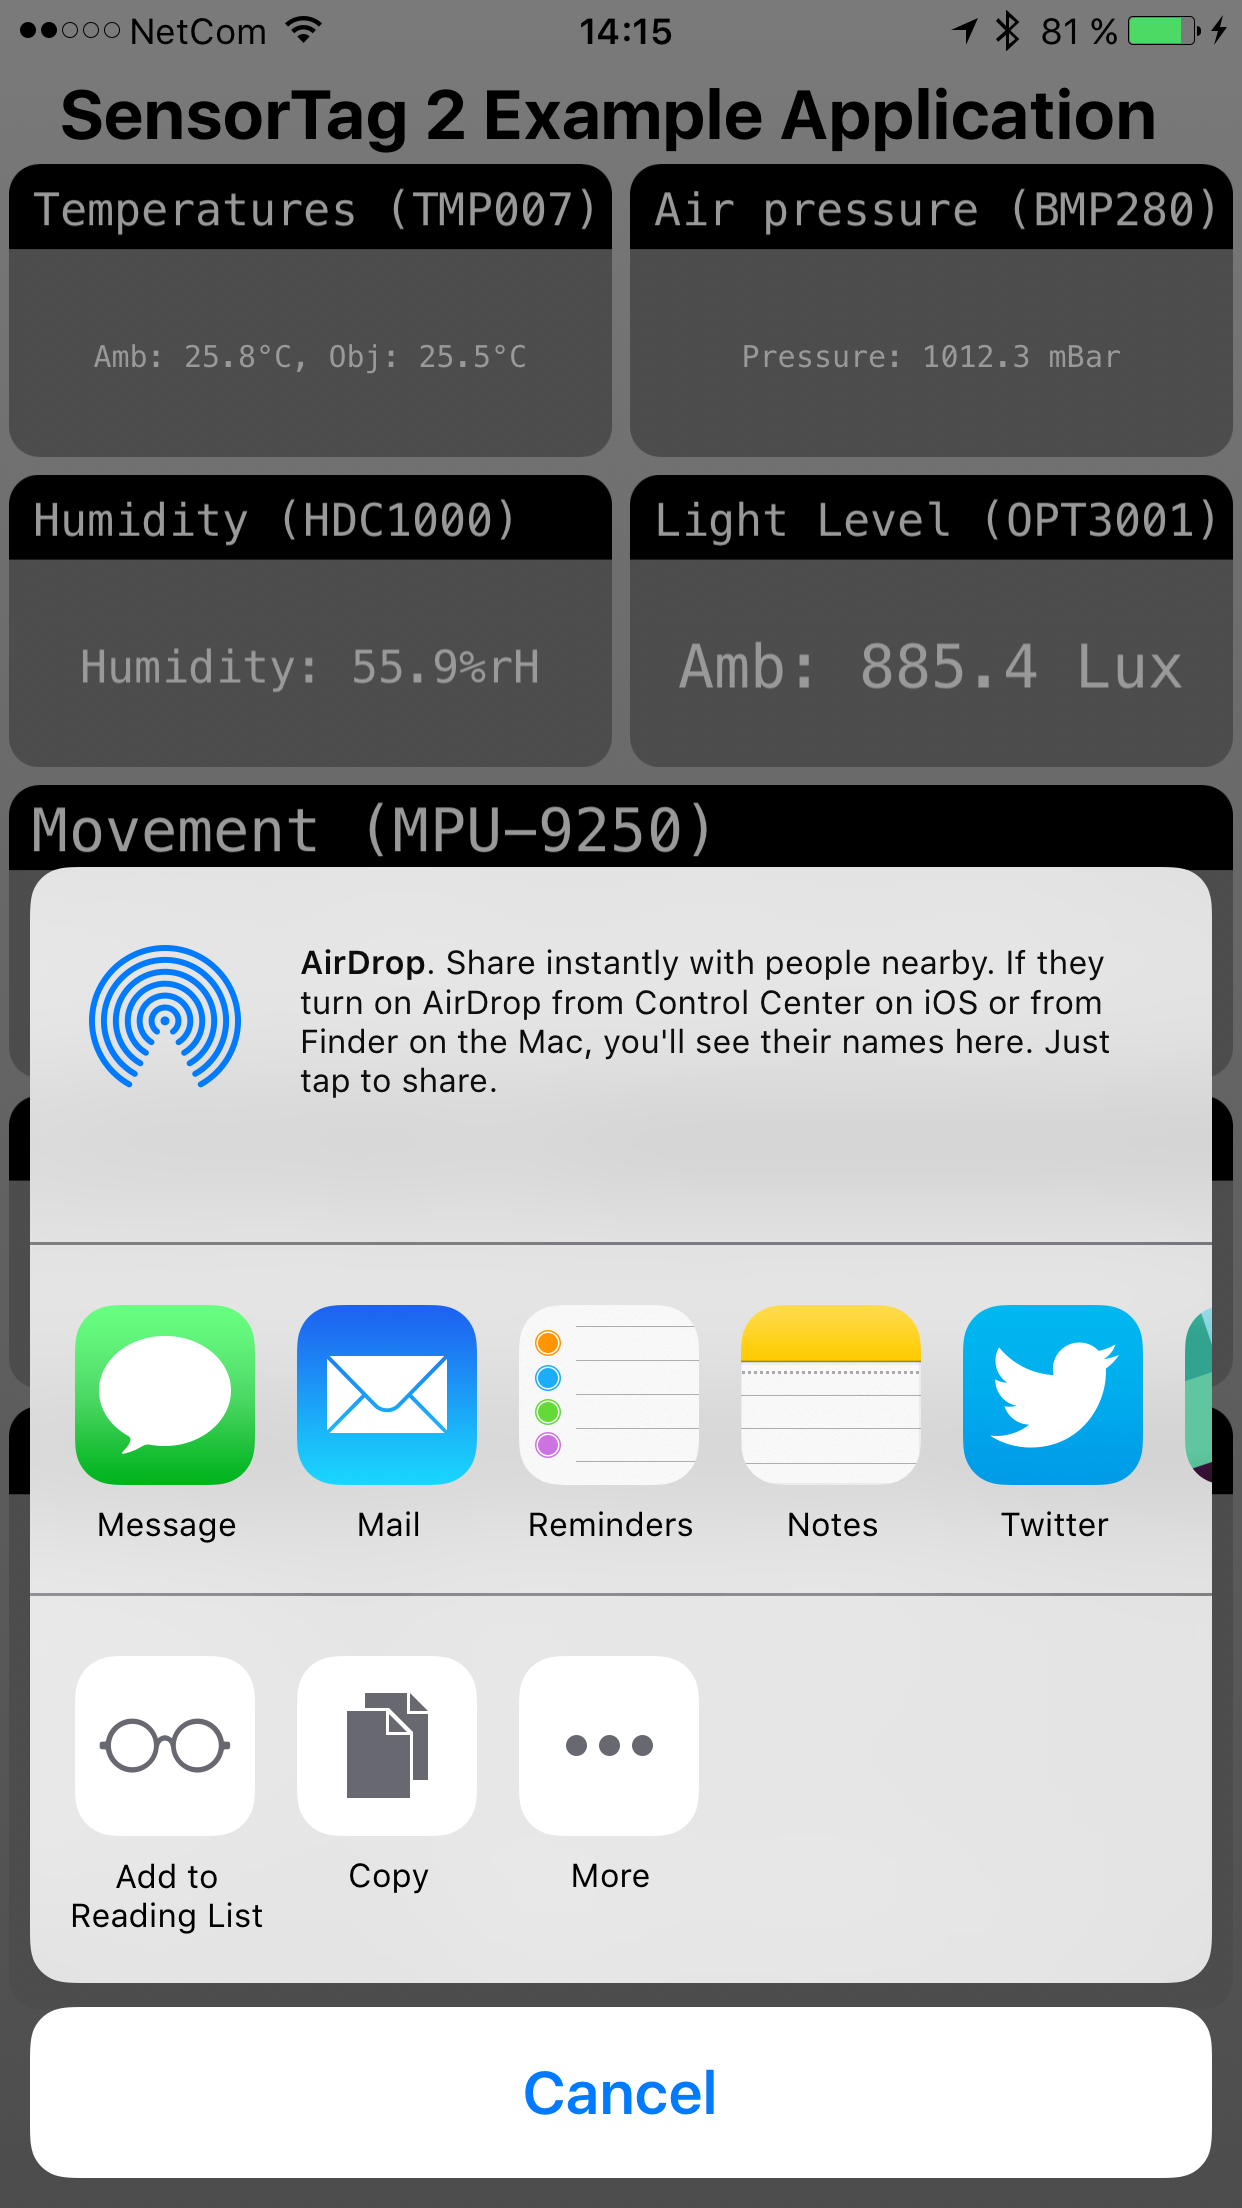 NetCom 14:15 81 %
SensorTag 2 Example Application
Temperatures (TMP007)
Amb: 25.8°C, Obj: 25.5°C
Air pressure (BMP280)
Pressure: 1012.3 mBar
Humidity (HDC1000)
Humidity: 55.9%rH
Light Level (OPT3001)
Amb: 885.4 Lux
Movement (MPU-9250)
AirDrop. Share instantly with people nearby. If they
turn on AirDrop from Control Center on iOS or from
Finder on the Mac, you'll see their names here. Just
tap to share.
Message
Mail
Reminders
Notes
Twitter
Add to
Reading List
Copy
More
Cancel